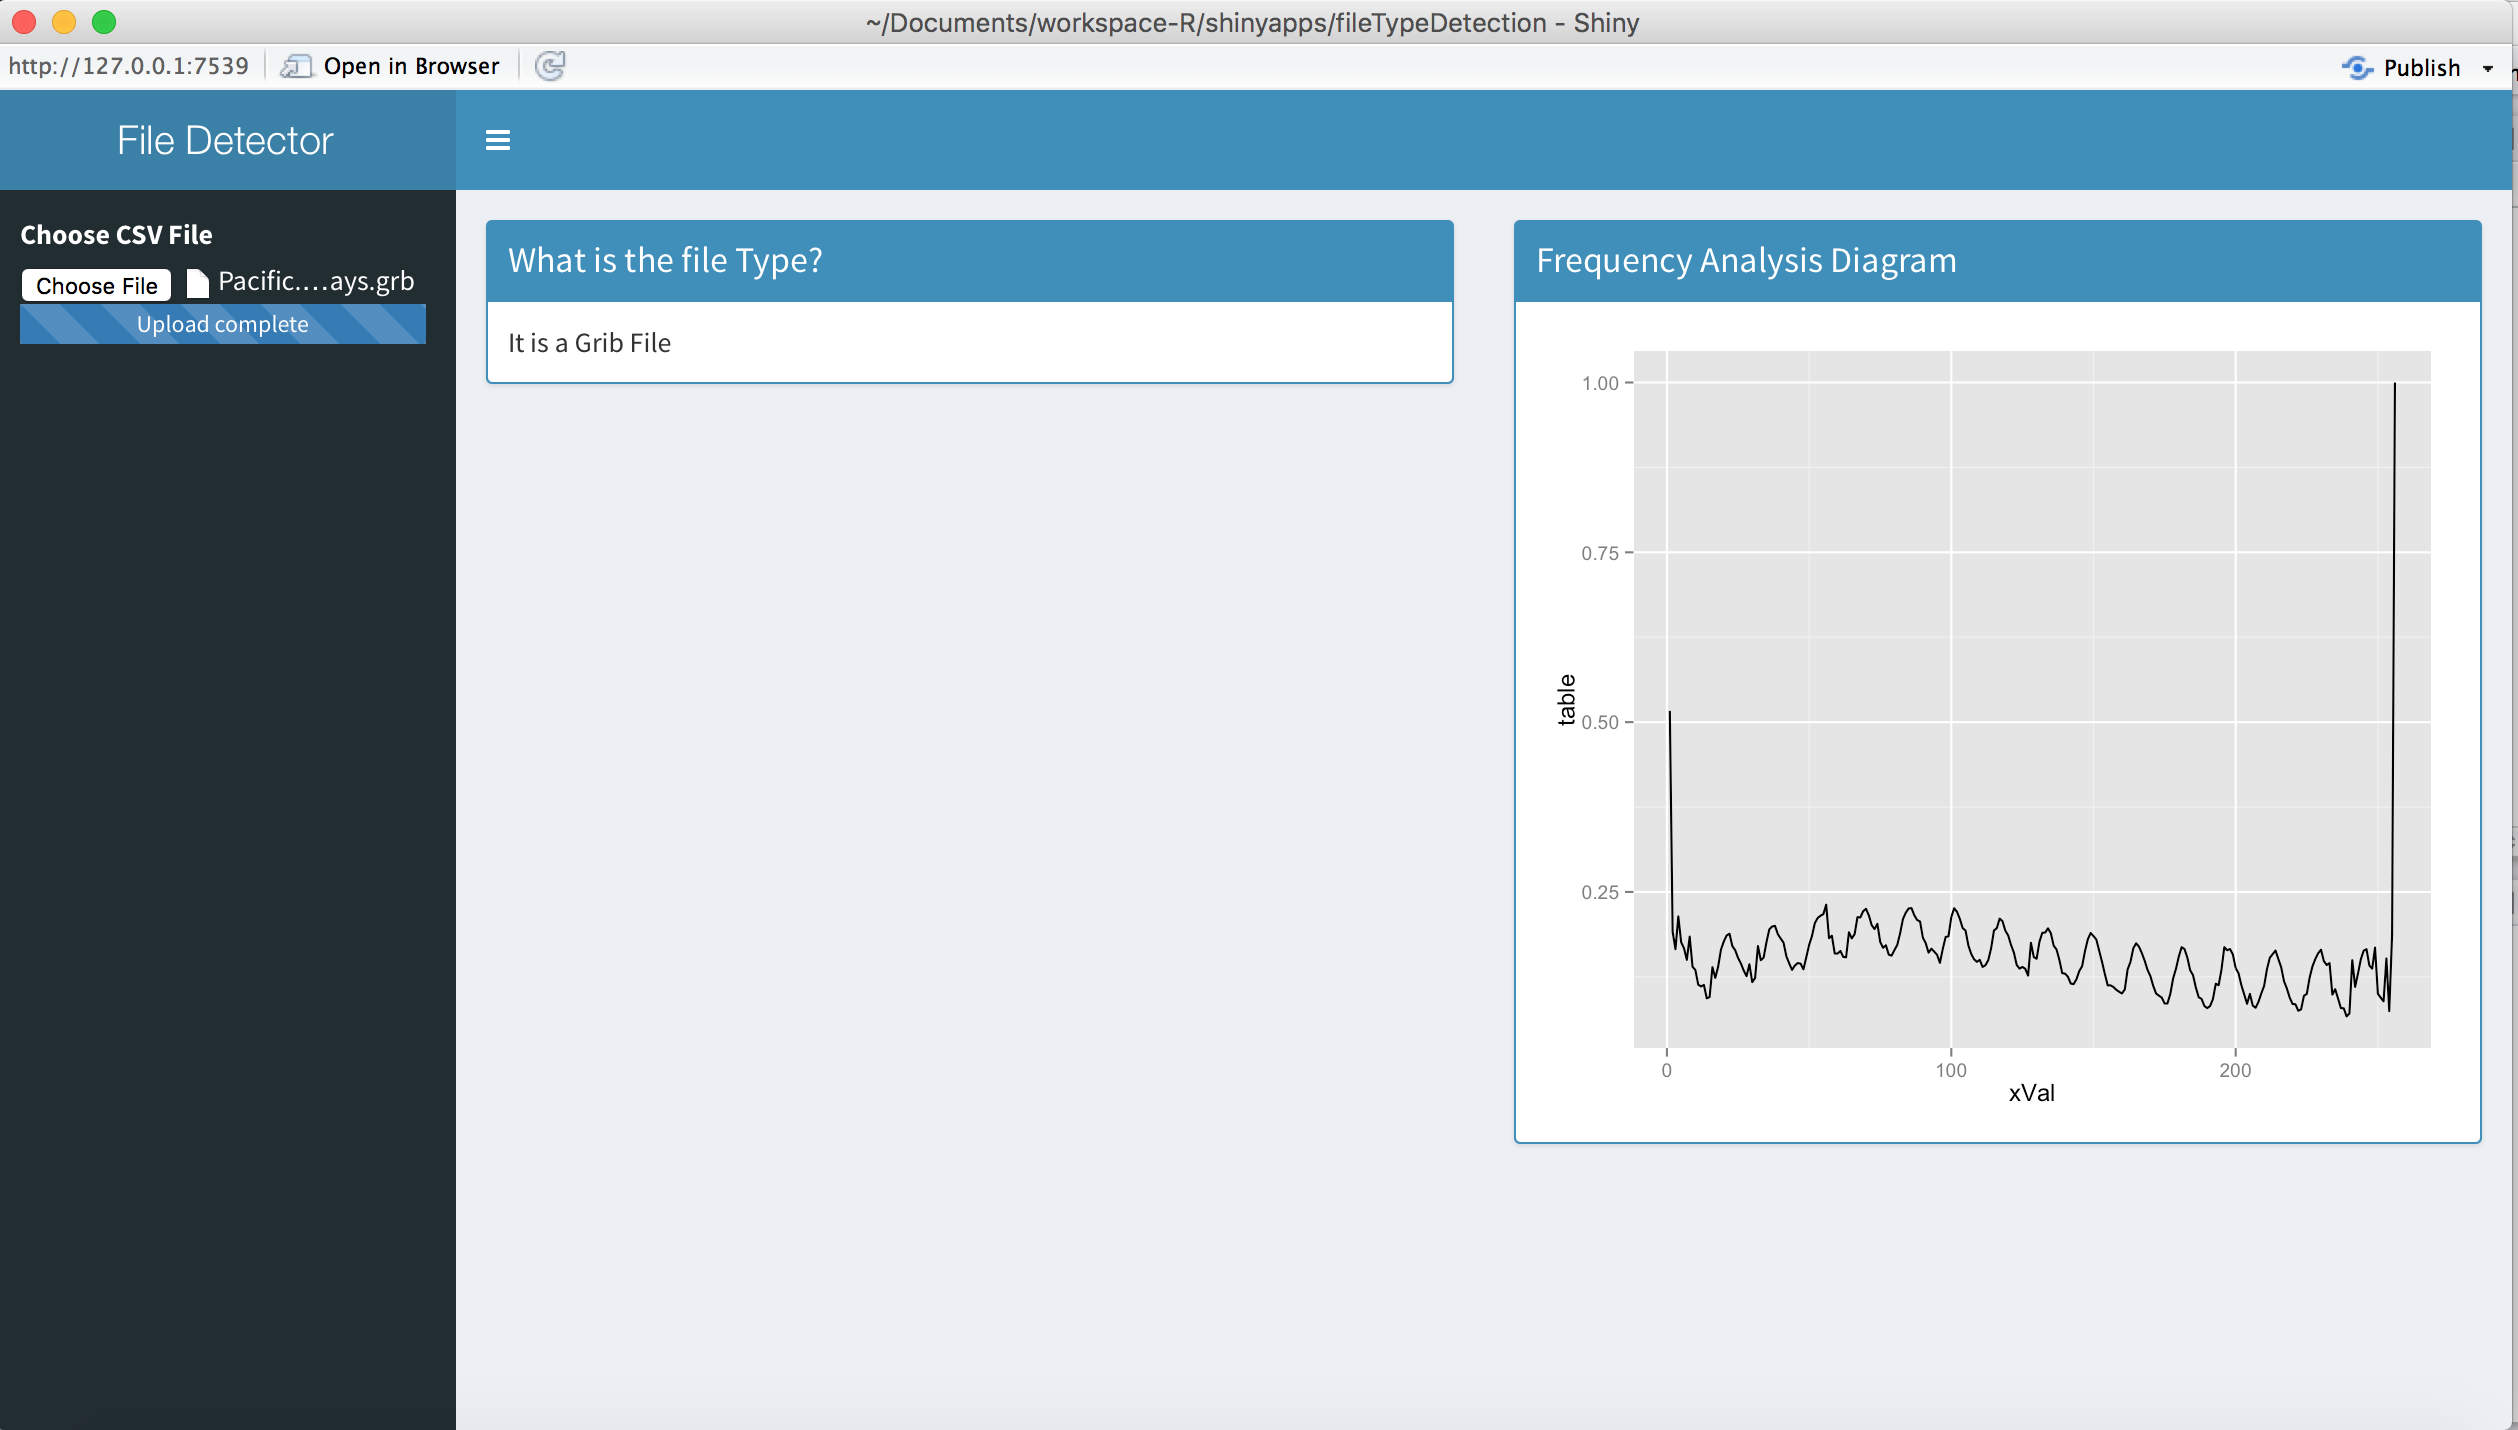 ~/Documents/workspace-R/shinyapps/fileTypeDetection - Shiny
http://127.0.0.1:7539 Open in Browser Publish
File Detector
Choose CSV File
Choose File Pacific....ays.grb
Upload complete
What is the file Type?
It is a Grib File
Frequency Analysis Diagram
1.00
0.75
0.50
0.25
table
0 100 200
xVal